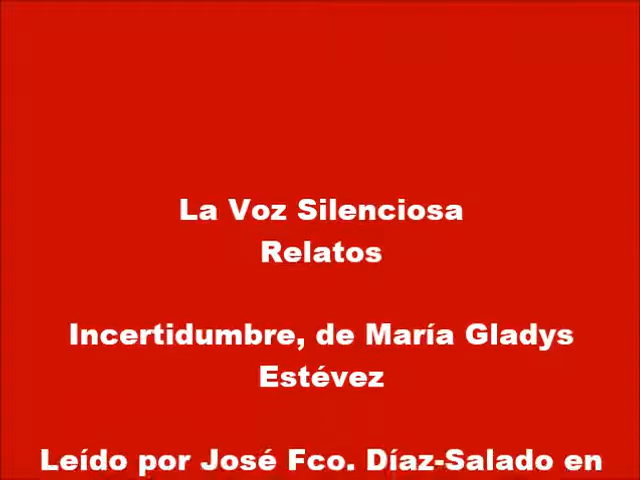 La Voz Silenciosa
Relatos
Incertidumbre, de María Gladys
Estévez
Leído por José Fco. Díaz-Salado en